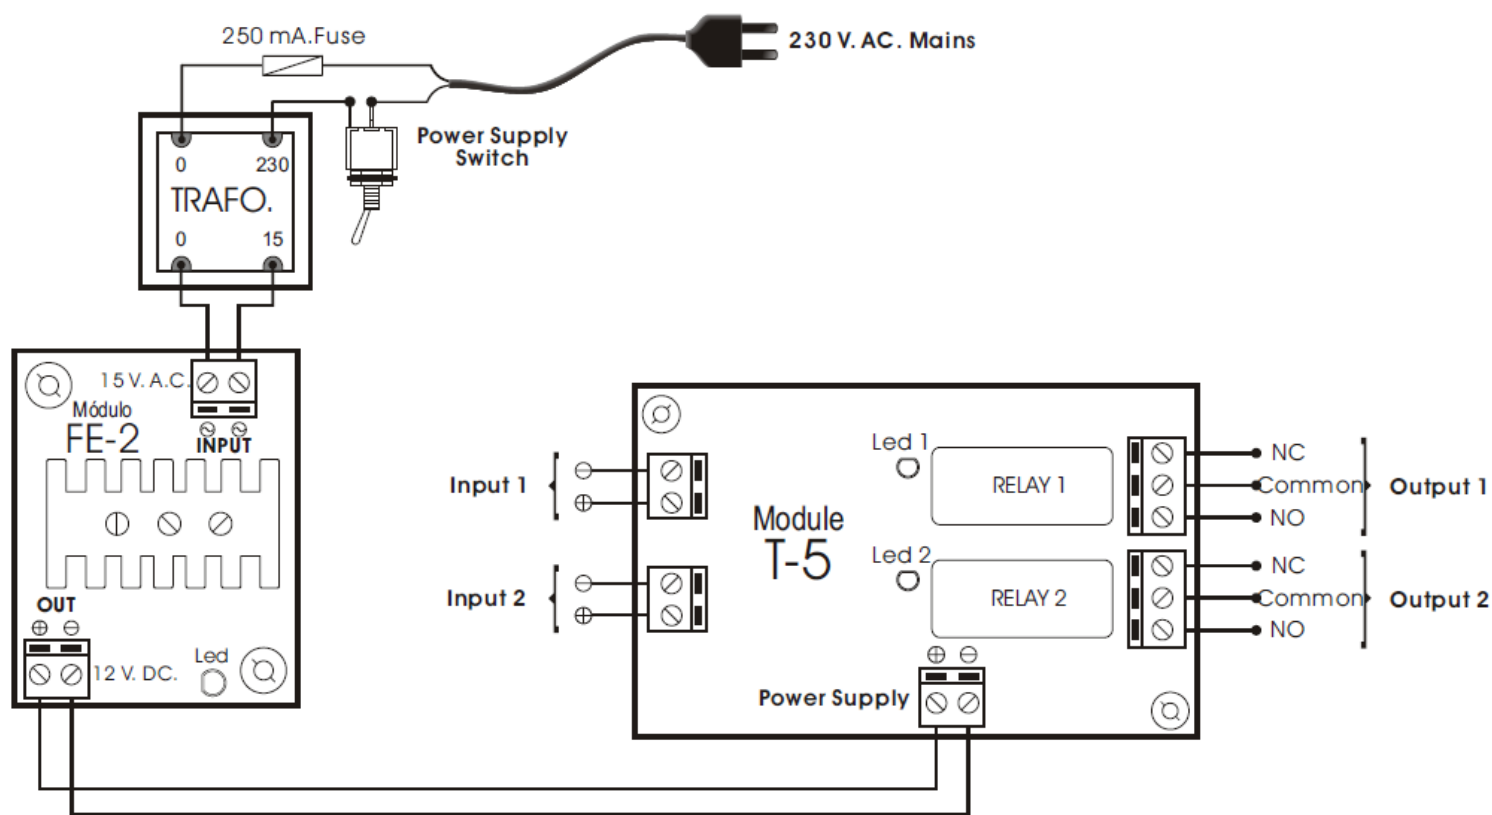 250 mA.Fuse
230 V. AC. Mains
Power Supply
Switch
0
230
TRAFO.
0
15
15 V. A.C.
Módulo
FE-2
INPUT
OUT
12 V. DC.
Led
Input 1
Input 2
Module
T-5
Led 1
RELAY 1
Led 2
RELAY 2
Power Supply
NC
Common
NO
Output 1
NC
Common
NO
Output 2